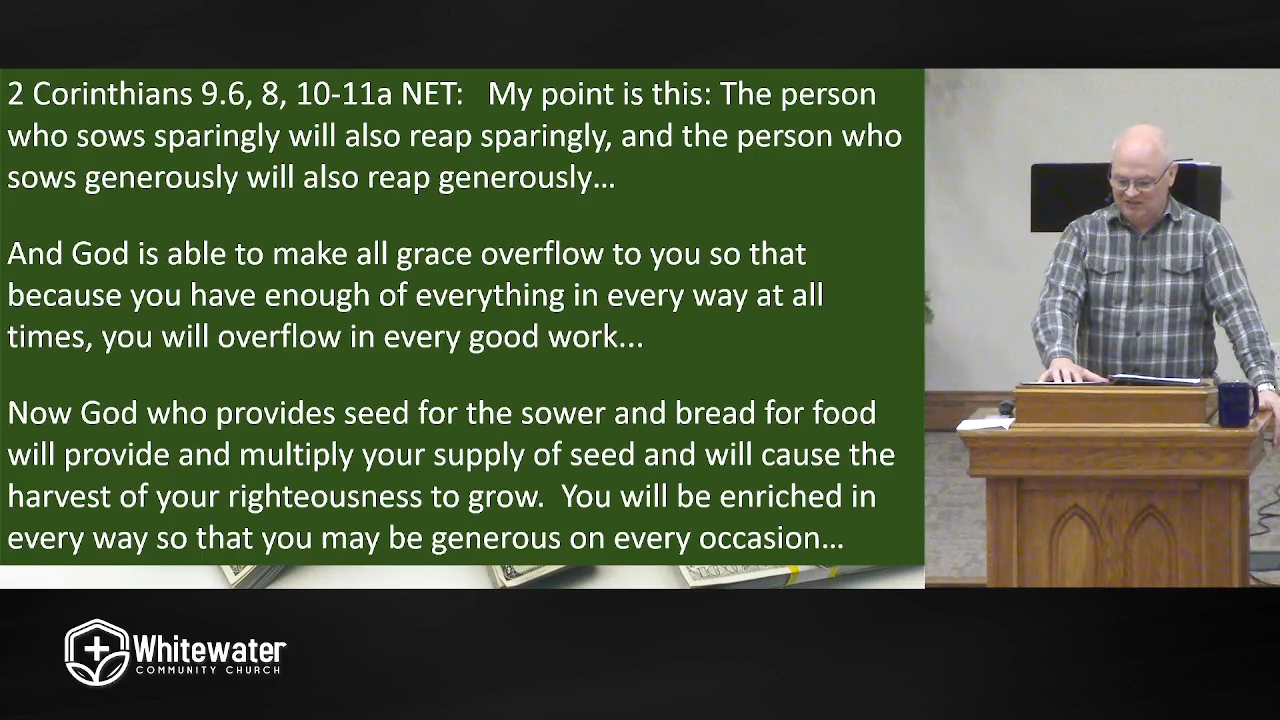 2 Corinthians 9.6, 8, 10-11a NET:   My point is this: The person
who sows sparingly will also reap sparingly, and the person who
sows generously will also reap generously...
And God is able to make all grace overflow to you so that
because you have enough of everything in every way at all
times, you will overflow in every good work...
Now God who provides seed for the sower and bread for food
will provide and multiply your supply of seed and will cause the
harvest of your righteousness to grow.  You will be enriched in
every way so that you may be generous on every occasion...
Whitewater
COMMUNITY CHURCH